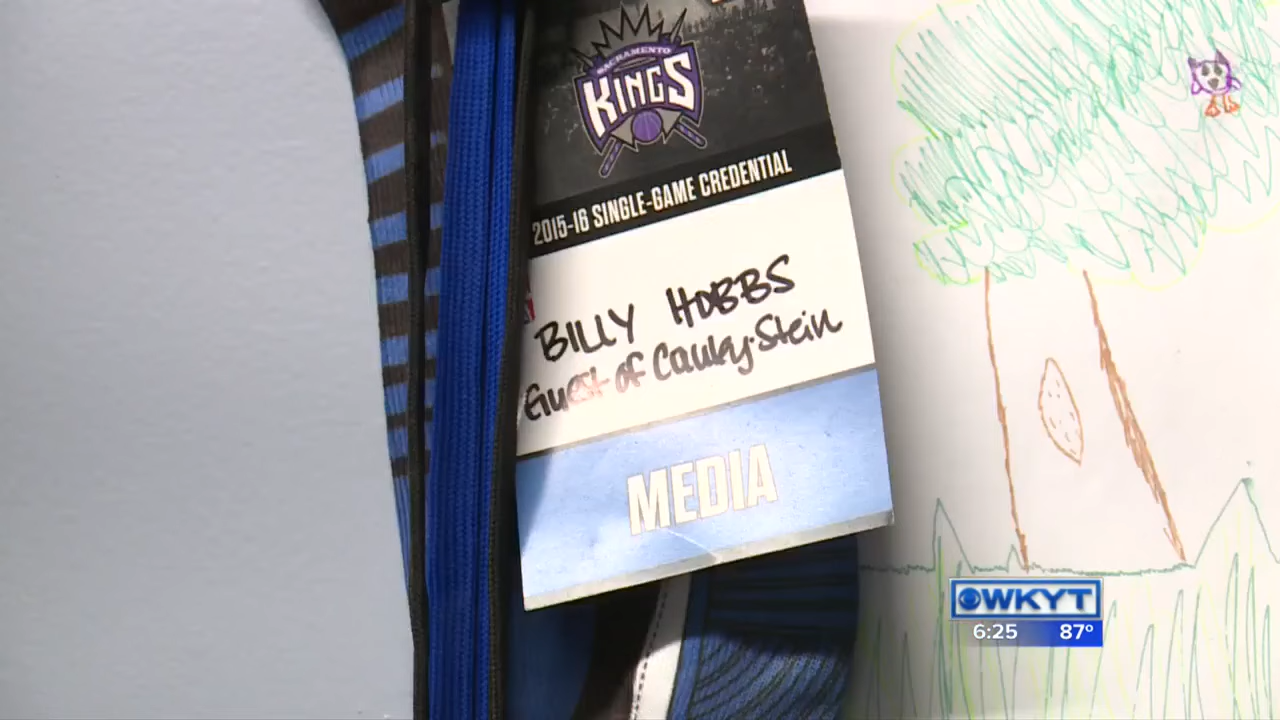 SACRAMENTO
KINGS
2015-16 SINGLE-GAME CREDENTIAL
BILLY HOBBS
Guest of Cauley-Stein
MEDIA
WKYT
6:25 87°